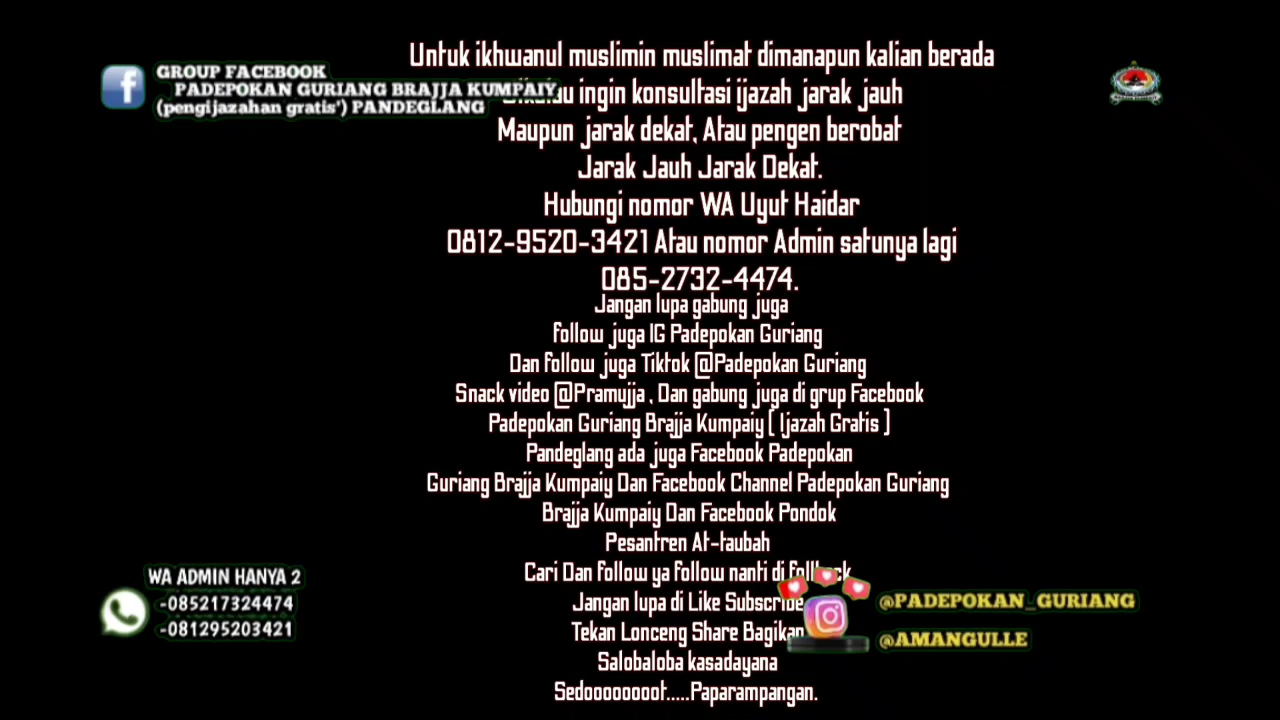 Untuk ikhwanul muslimin muslimat dimanapun kalian berada
ingin konsultasi ijazah jarak jauh
Maupun jarak dekat, Atau pengen berobat
Jarak Jauh Jarak Dekat.
Hubungi nomor WA Uyut Haidar
0812-9520-3421 Atau nomor Admin satunya lagi
085-2732-4474.
Jangan lupa gabung juga
follow juga IG Padepokan Guriang
Dan follow juga Tiktok @Padepokan Guriang
Snack video @Pramujja , Dan gabung juga di grup Facebook
Padepokan Guriang Brajja Kumpaiy [ Ijazah Gratis ]
Pandeglang ada juga Facebook Padepokan
Guriang Brajja Kumpaiy Dan Facebook Channel Padepokan Guriang
Brajja Kumpaiy Dan Facebook Pondok
Pesantren At-taubah
Cari Dan follow ya follow nanti di follback
Jangan lupa di Like Subscribe
Tekan Lonceng Share Bagikan
Salobaloba kasadayana
Sedoooooooot.....Paparampangan.
GROUP FACEBOOK
PADEPOKAN GURIANG BRAJJA KUMPAIY
(pengijazahan gratis') PANDEGLANG
WA ADMIN HANYA 2
-085217324474
-081295203421
@PADEPOKAN_GURIANG
@AMANGULLE